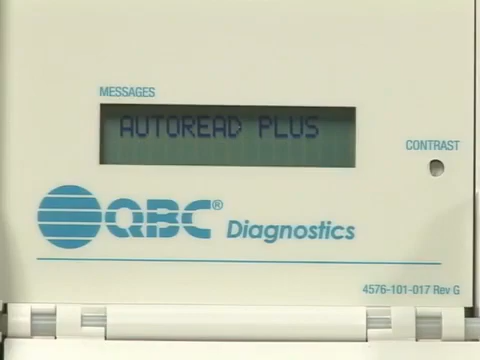 MESSAGES
AUTOREAD PLUS
CONTRAST
QBC® Diagnostics
4576-101-017 Rev G